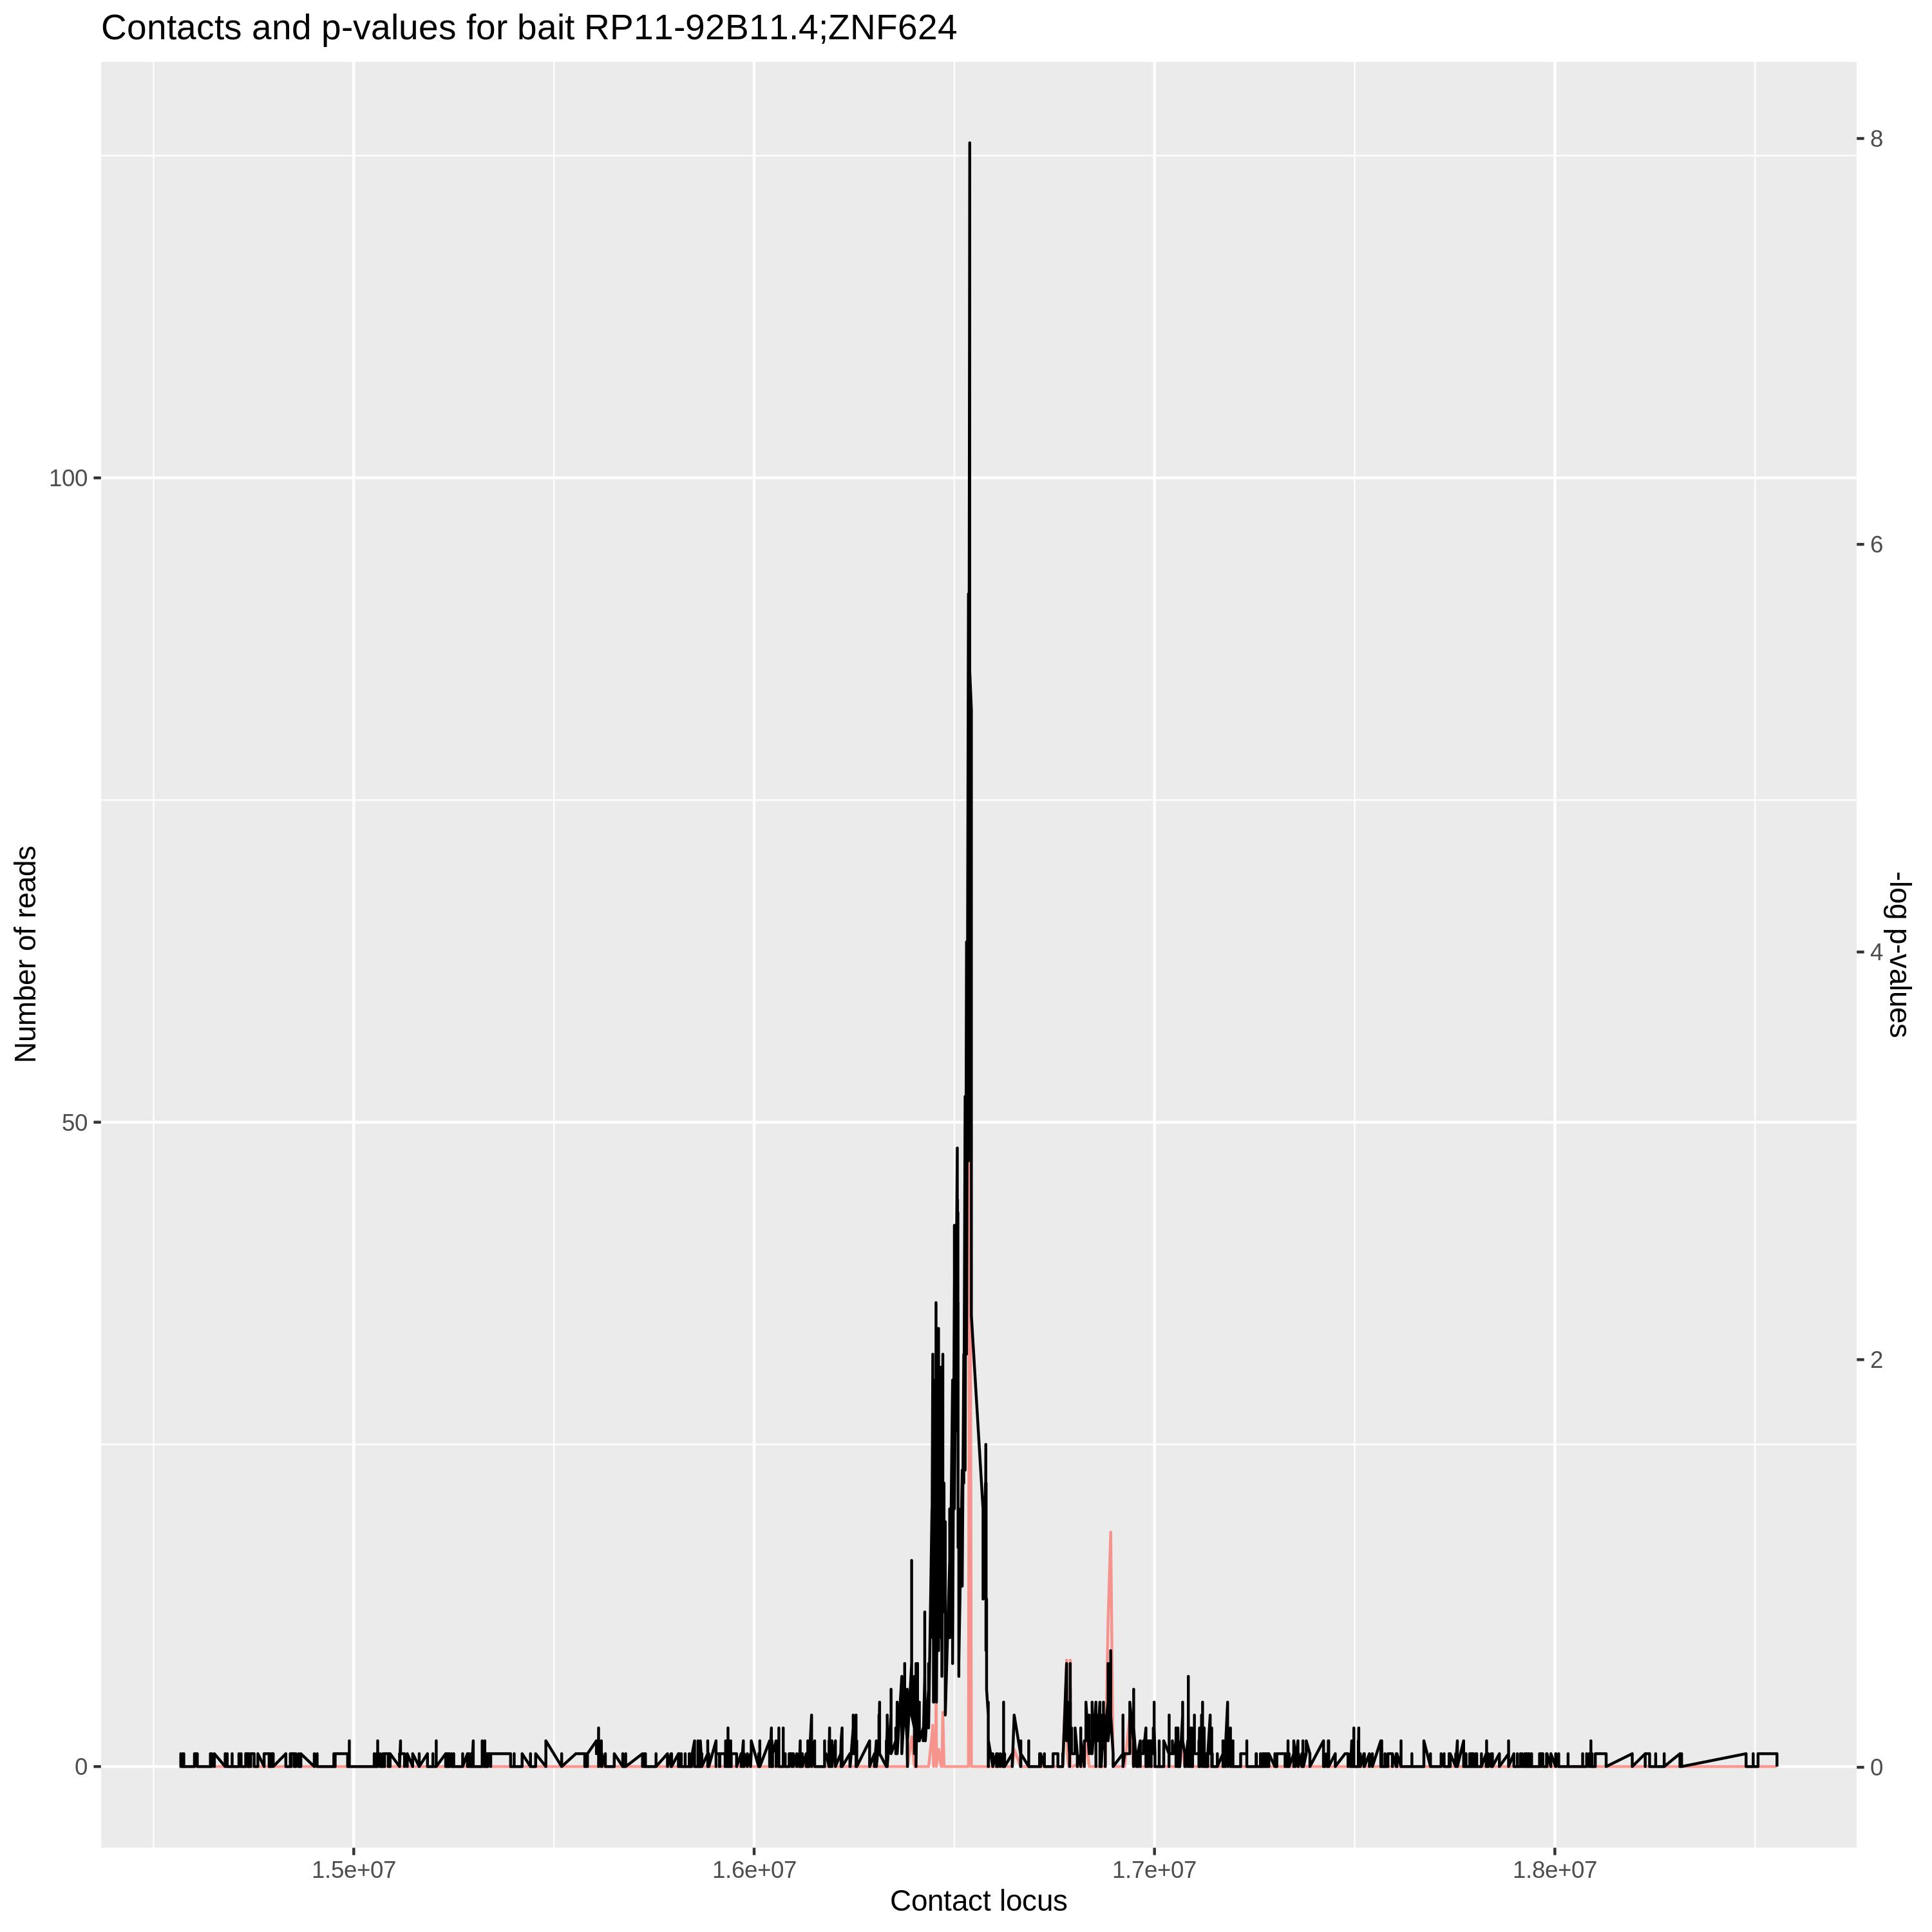 Contacts and p-values for bait RP11-92B11.4;ZNF624
Number of reads
100
50
0
8
6
4
2
0
-log p-values
1.5e+07
1.6e+07
1.7e+07
1.8e+07
Contact locus